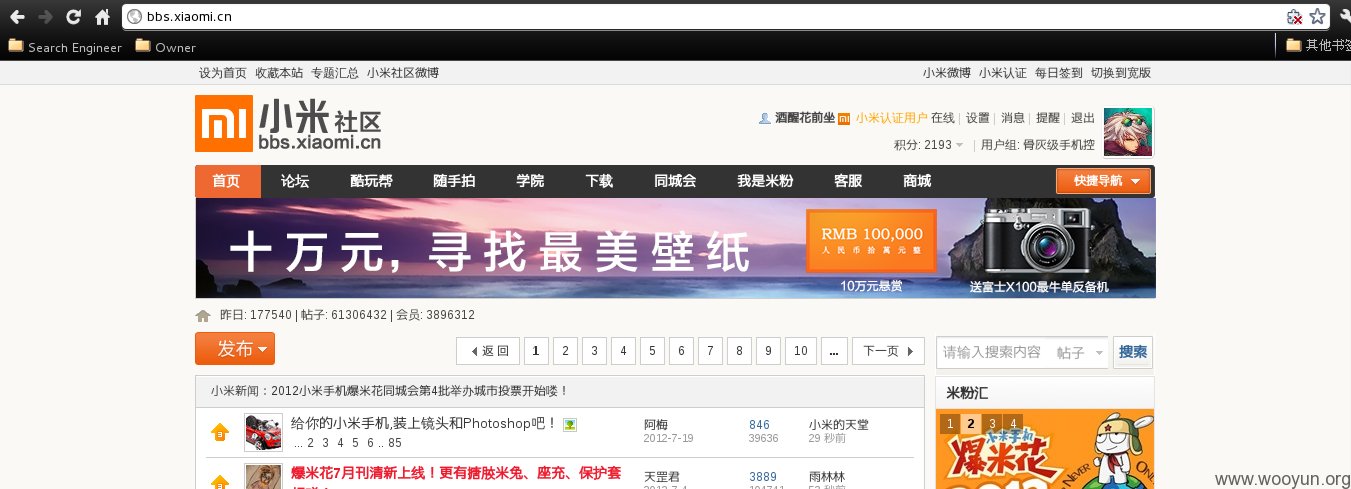 bbs.xiaomi.cn
Search Engineer Owner 其他书签
设为首页 收藏本站 专题汇总 小米社区微博 小米微博 小米认证 每日签到 切换到宽版
mi 小米 社区
bbs.xiaomi.cn
酒醒花前坐 mi 小米认证用户 在线 | 设置 | 消息 | 提醒 | 退出
积分: 2193 | 用户组: 骨灰级手机控
首页 论坛 酷玩帮 随手拍 学院 下载 同城会 我是米粉 客服 商城 快捷导航
十万元，寻找最美壁纸
RMB 100,000
人民币拾萬元整
10万元悬赏 送富士X100最牛单反备机
昨日: 177540 | 帖子: 61306432 | 会员: 3896312
发布 返 回 1 2 3 4 5 6 7 8 9 10 ... 下一页 请输入搜索内容 帖子 搜索
小米新闻：2012小米手机爆米花同城会第4批举办城市投票开始喽！
米粉汇
给你的小米手机,装上镜头和Photoshop吧！ 阿梅 846 小米的天堂
... 2 3 4 5 6 .. 85 2012-7-19 39636 29 秒前
1 2 3 4
小米手机
爆米花
2012
NEVER
爆米花7月刊清新上线！更有糖胶米兔、座充、保护套 天罡君 3889 雨林林
www.wooyun.org